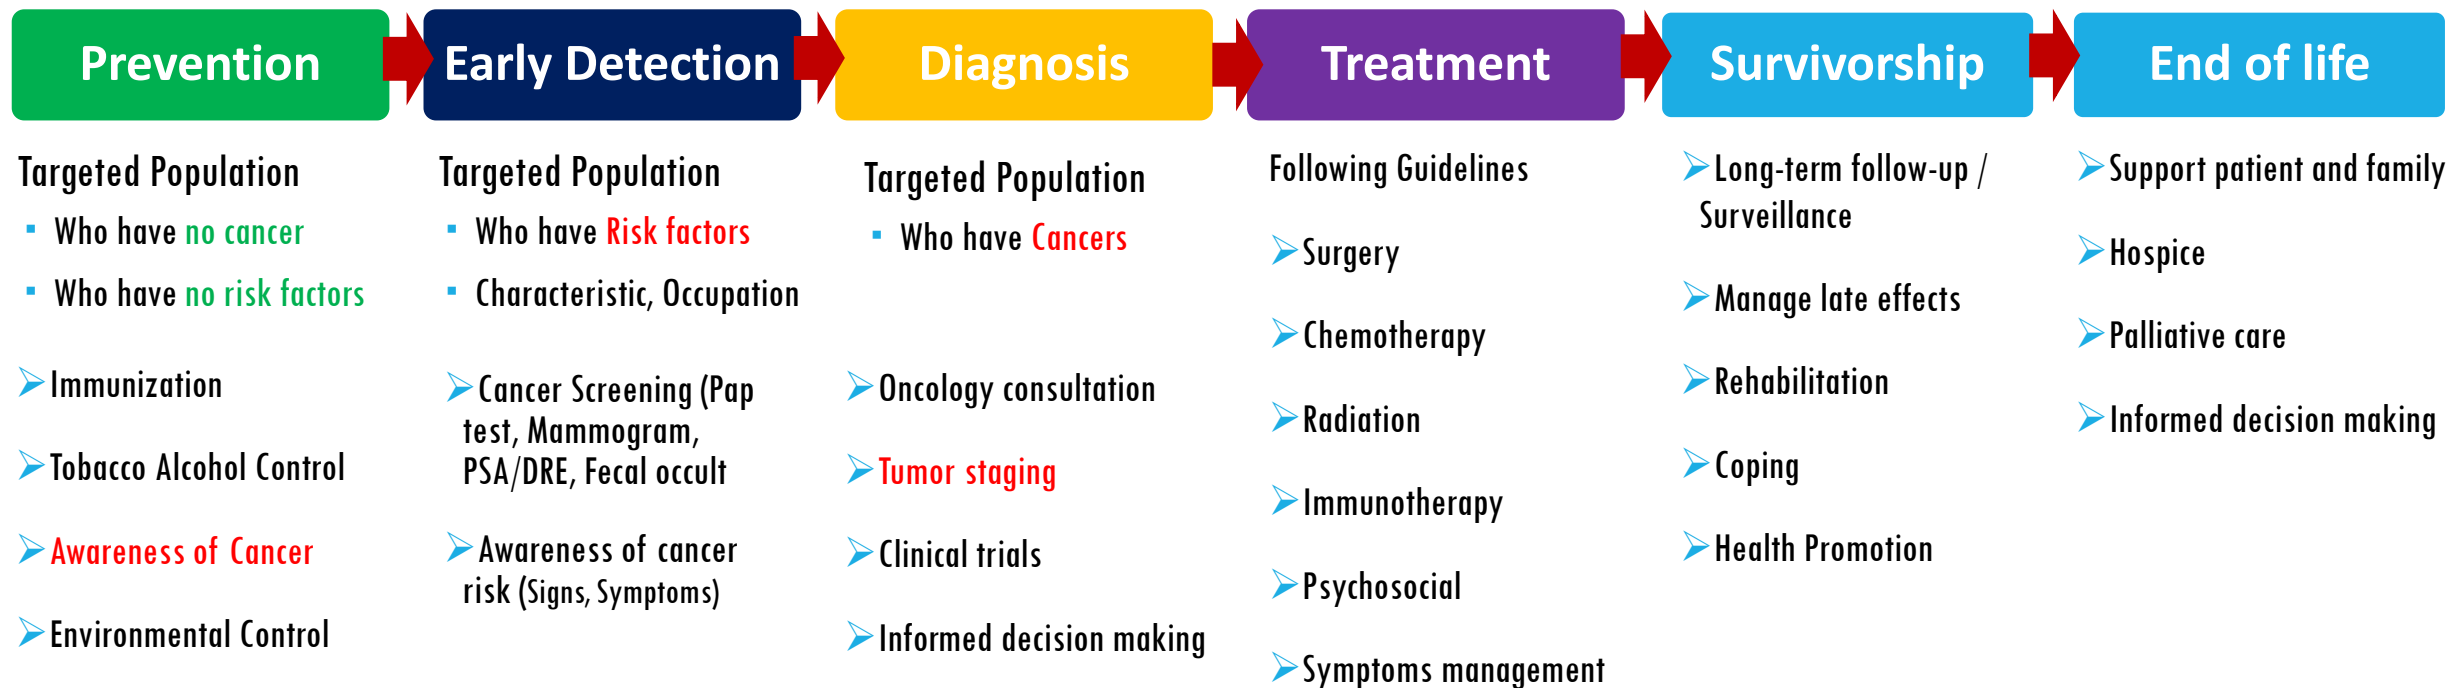 Prevention
Early Detection
Diagnosis
Treatment
Survivorship
End of life
Targeted Population
Who have no cancer
Who have no risk factors
Immunization
Tobacco Alcohol Control
Awareness of Cancer
Environmental Control
Targeted Population
Who have Risk factors
Characteristic, Occupation
Cancer Screening (Pap
test, Mammogram,
PSA/DRE, Fecal occult
Awareness of cancer
risk (Signs, Symptoms)
Targeted Population
Who have Cancers
Oncology consultation
Tumor staging
Clinical trials
Informed decision making
Following Guidelines
Surgery
Chemotherapy
Radiation
Immunotherapy
Psychosocial
Symptoms management
Long-term follow-up /
Surveillance
Manage late effects
Rehabilitation
Coping
Health Promotion
Support patient and family
Hospice
Palliative care
Informed decision making